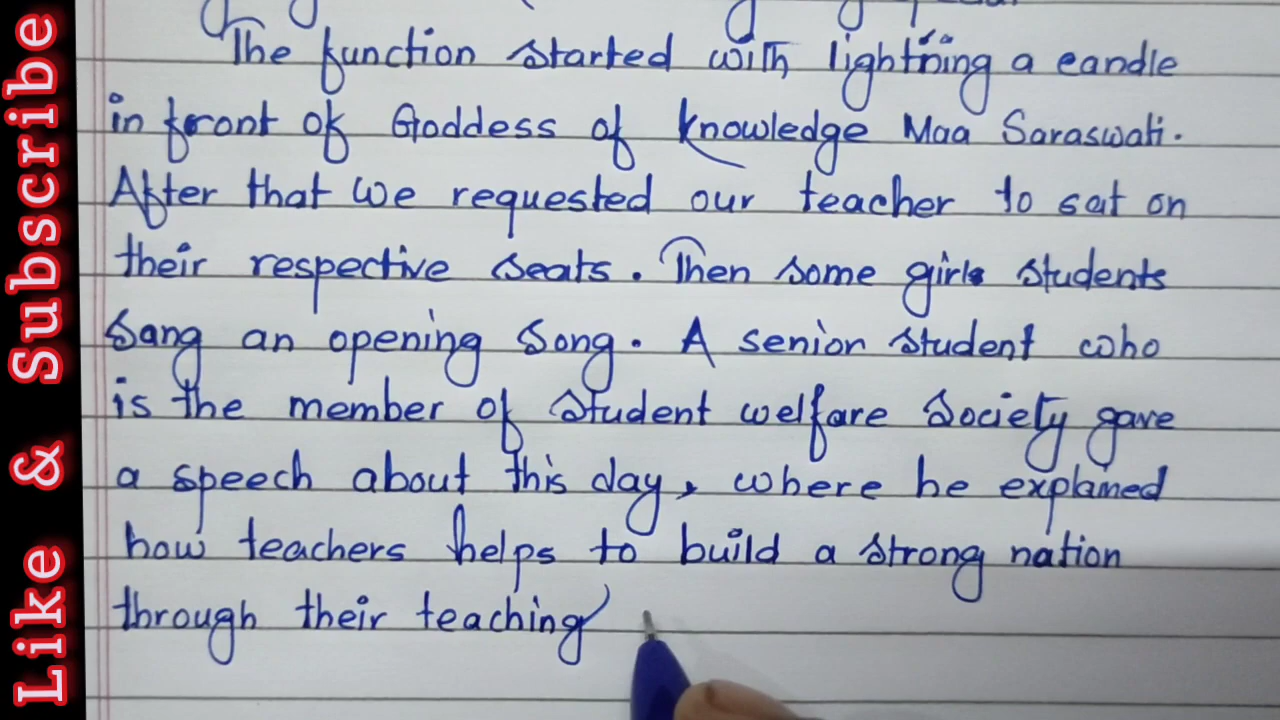 Like & Subscribe
The function started with lightning a candle
in front of Goddess of knowledge Maa Saraswati.
After that we requested our teacher to sat on
their respective seats. Then some girls students
sang an opening song. A senior student who
is the member of student welfare society gave
a speech about this day, where he explained
how teachers helps to build a strong nation
through their teaching